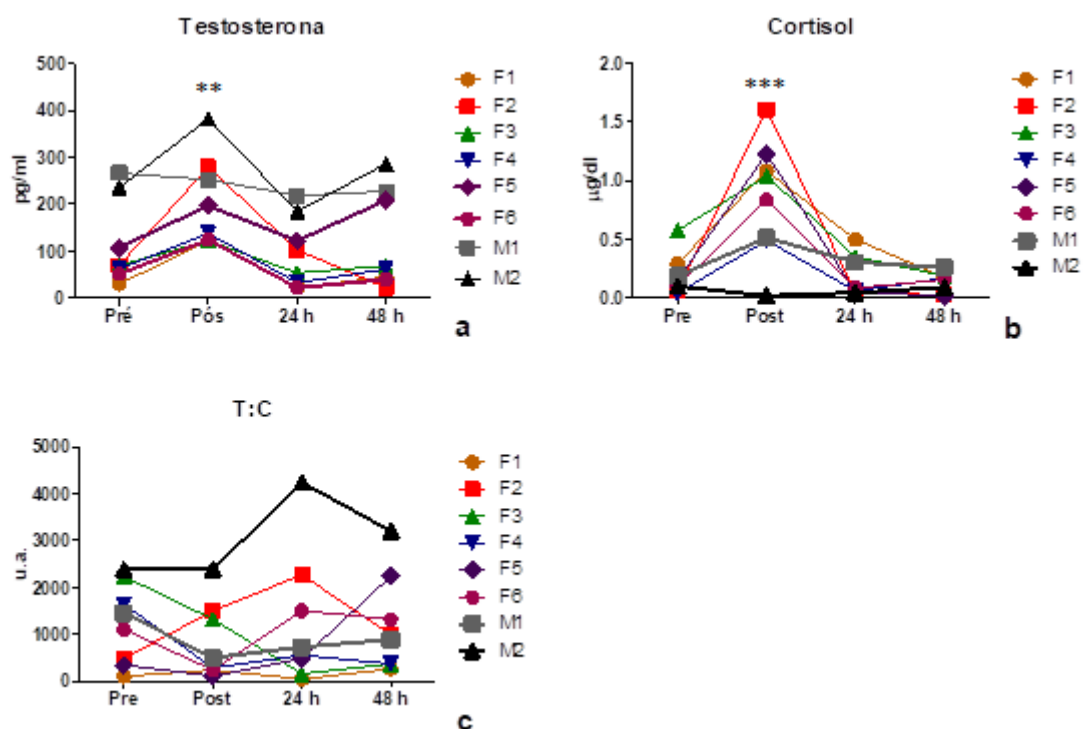 Testosterona
500
400
300
200
100
0
pg/ml
**
Pré
Pós
24 h
48 h
F1
F2
F3
F4
F5
F6
M1
M2
a
Cortisol
2.0
1.5
1.0
0.5
0.0
µg/dl
***
Pre
Post
24 h
48 h
F1
F2
F3
F4
F5
F6
M1
M2
b
T:C
5000
4000
3000
2000
1000
0
u.a.
Pre
Post
24 h
48 h
F1
F2
F3
F4
F5
F6
M1
M2
c